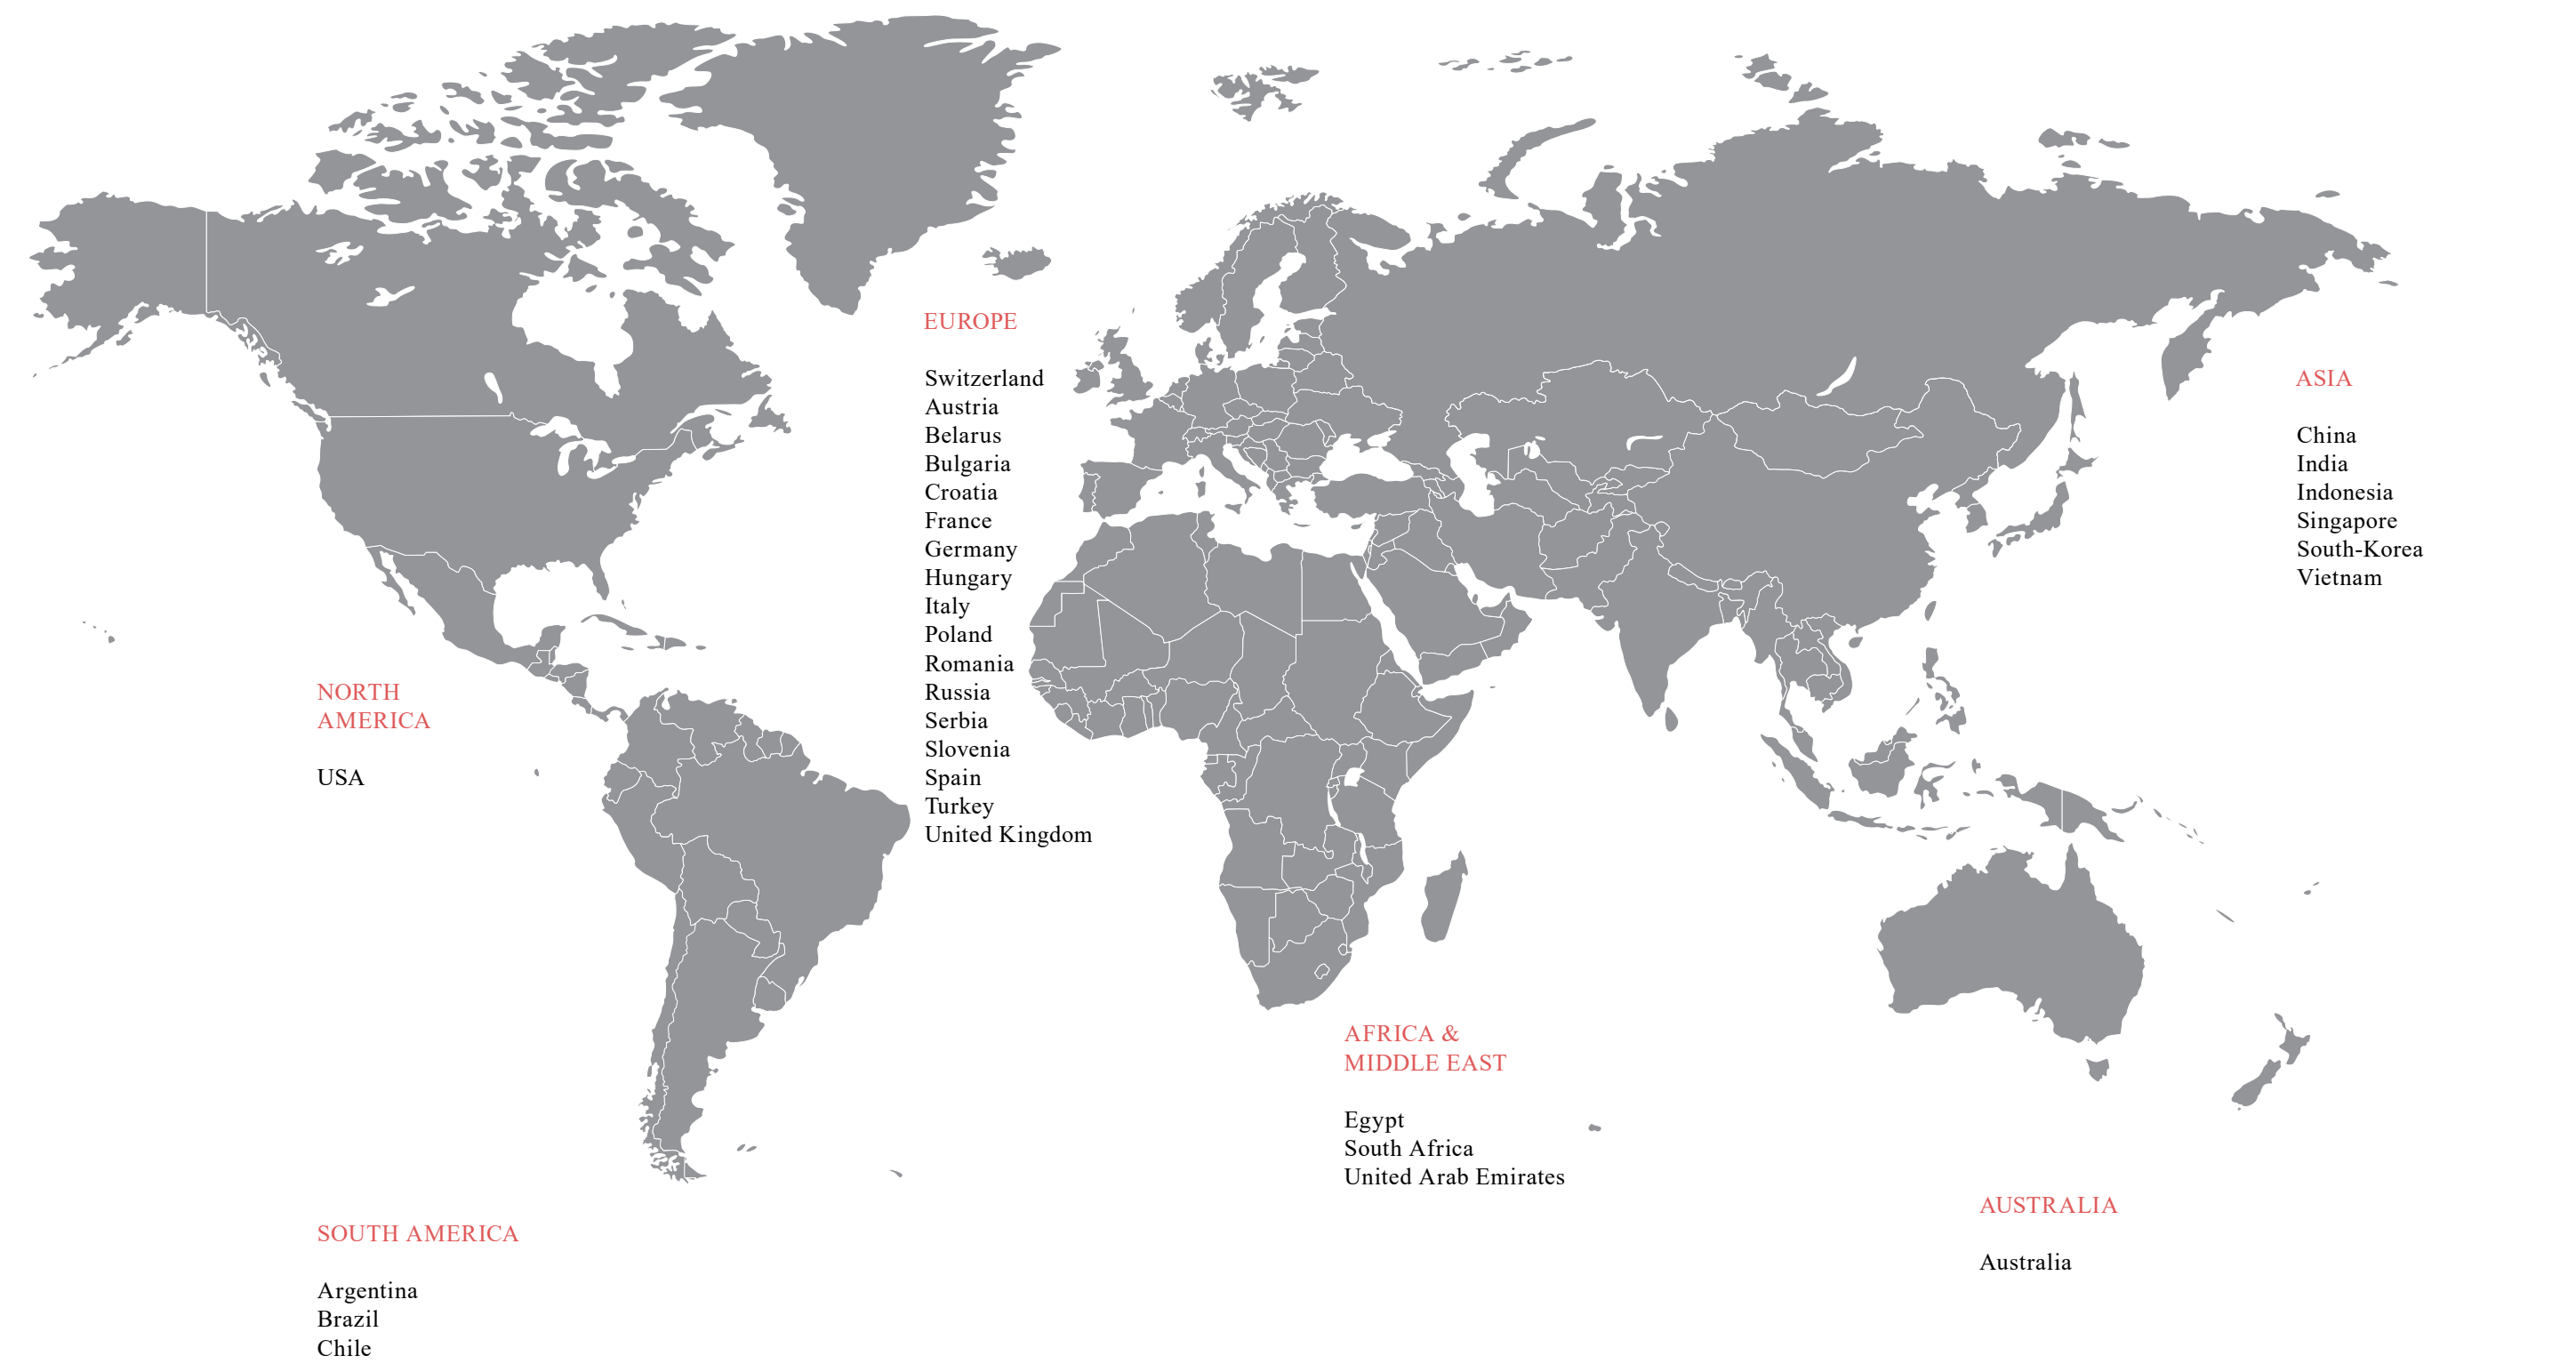 EUROPE
Switzerland
Austria
Belarus
Bulgaria
Croatia
France
Germany
Hungary
Italy
Poland
Romania
Russia
Serbia
Slovenia
Spain
Turkey
United Kingdom
ASIA
China
India
Indonesia
Singapore
South-Korea
Vietnam
NORTH
AMERICA
USA
AFRICA &
MIDDLE EAST
Egypt
South Africa
United Arab Emirates
AUSTRALIA
Australia
SOUTH AMERICA
Argentina
Brazil
Chile